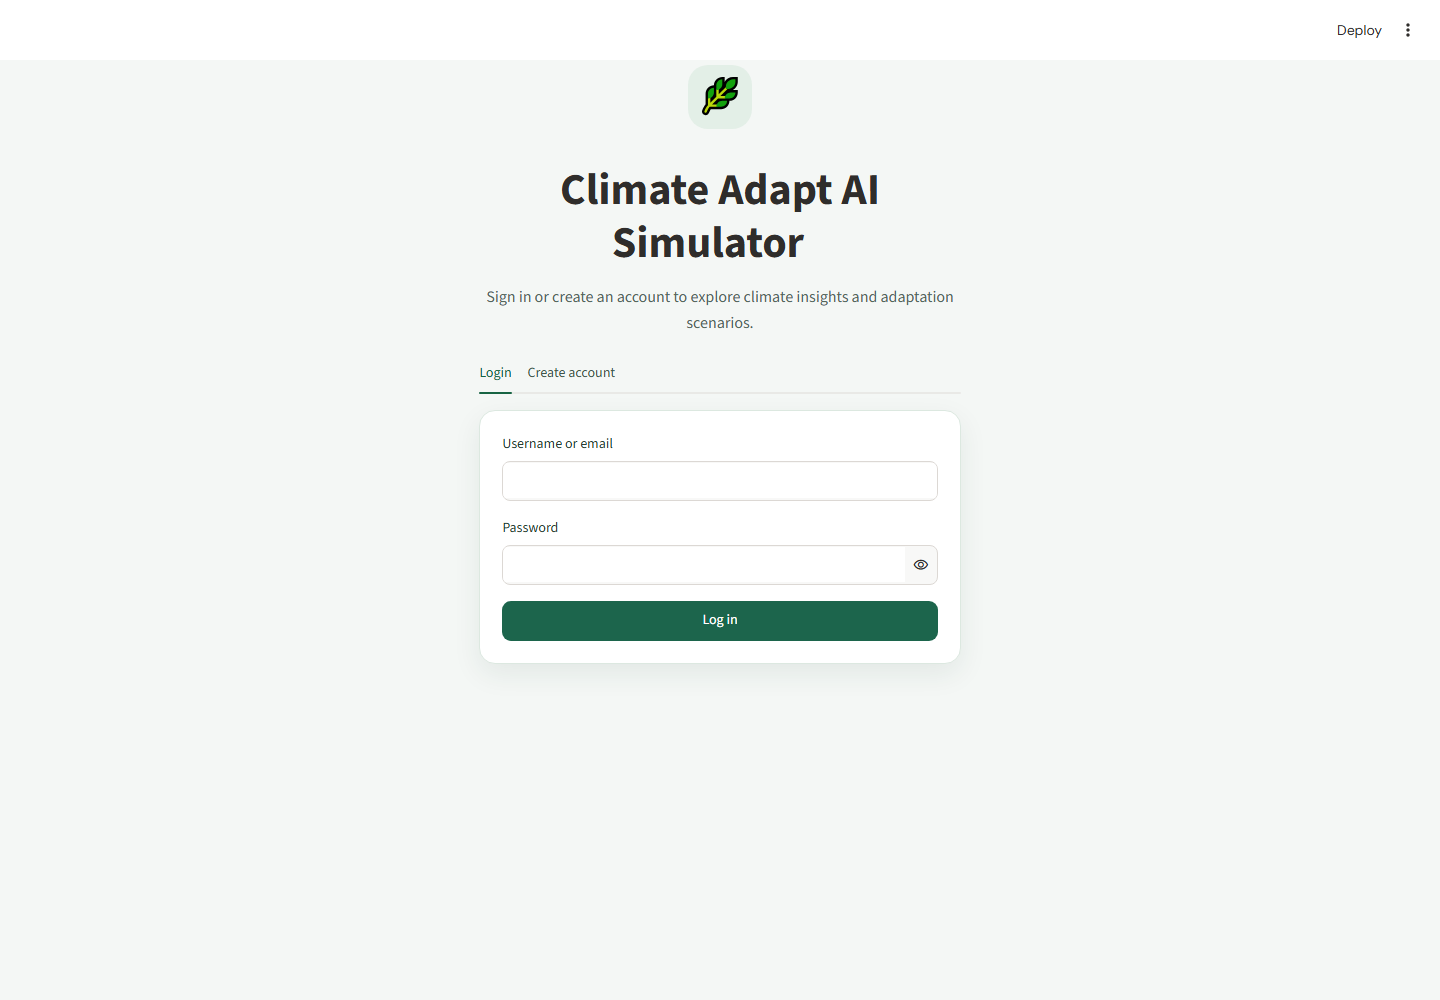 Deploy
Climate Adapt AI
Simulator
Sign in or create an account to explore climate insights and adaptation
scenarios.
Login
Create account
Username or email
Password
Log in